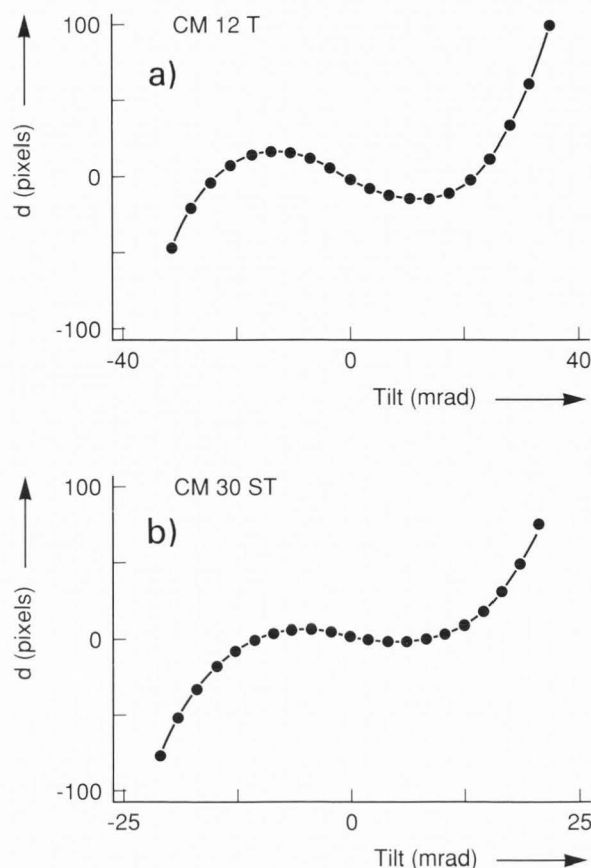 100
CM 12 T
a)
d (pixels)
0
-100
-40
0
40
Tilt (mrad)
100
CM 30 ST
b)
d (pixels)
0
-100
-25
0
25
Tilt (mrad)